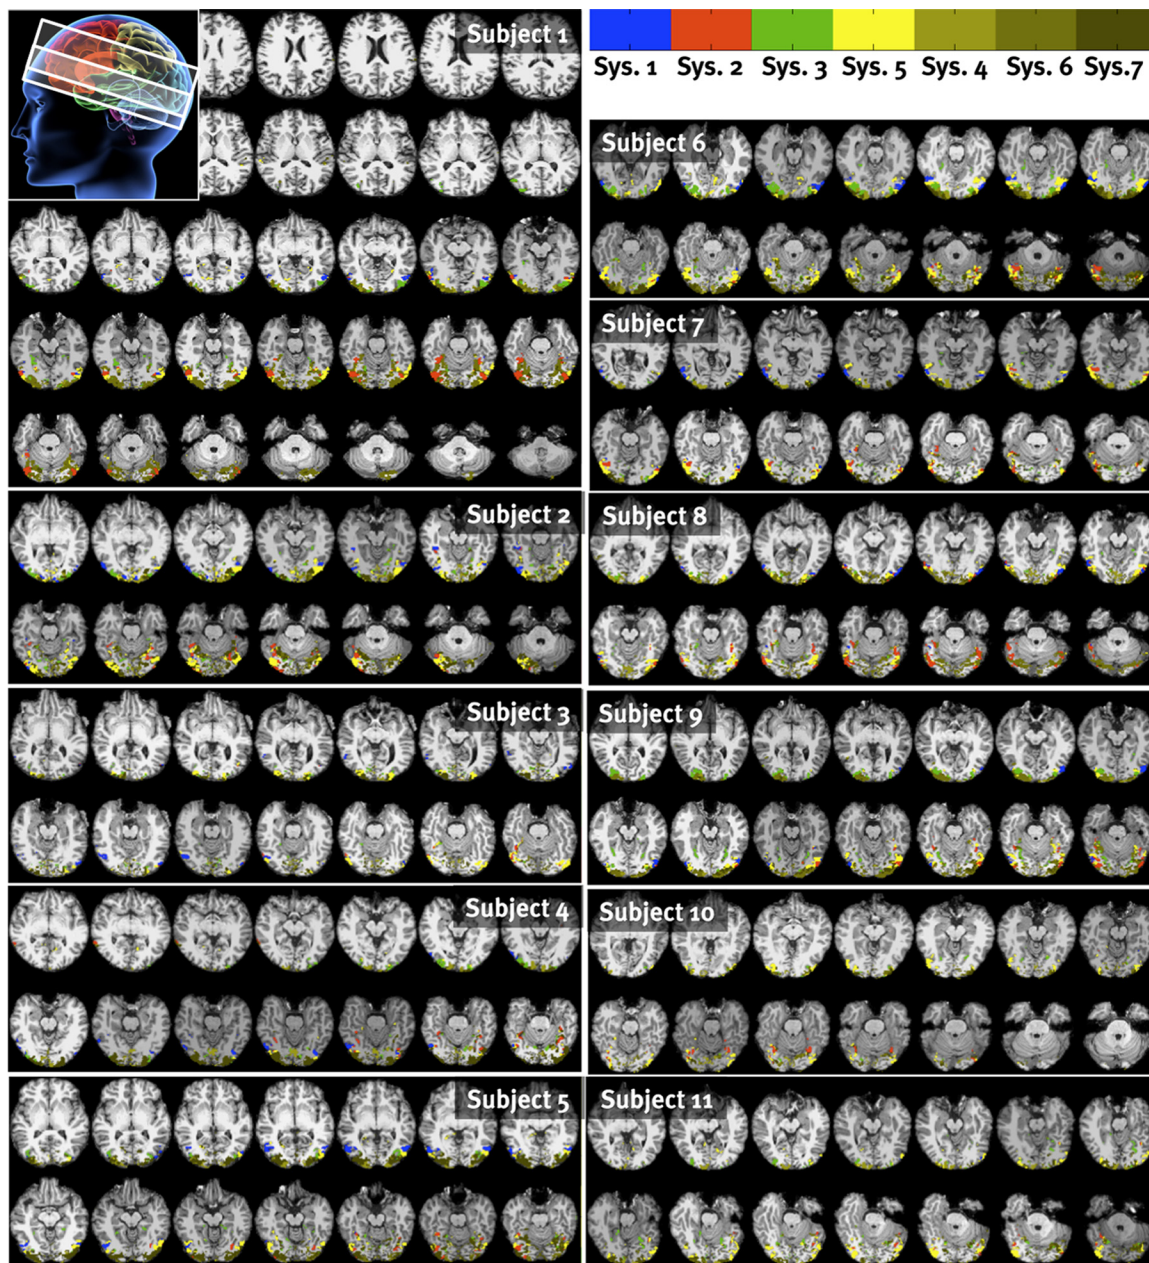 Subject 1
Sys. 1 Sys. 2 Sys. 3 Sys. 5 Sys. 4 Sys. 6 Sys.7
Subject 6
Subject 7
Subject 2
Subject 8
Subject 3
Subject 9
Subject 4
Subject 10
Subject 5
Subject 11